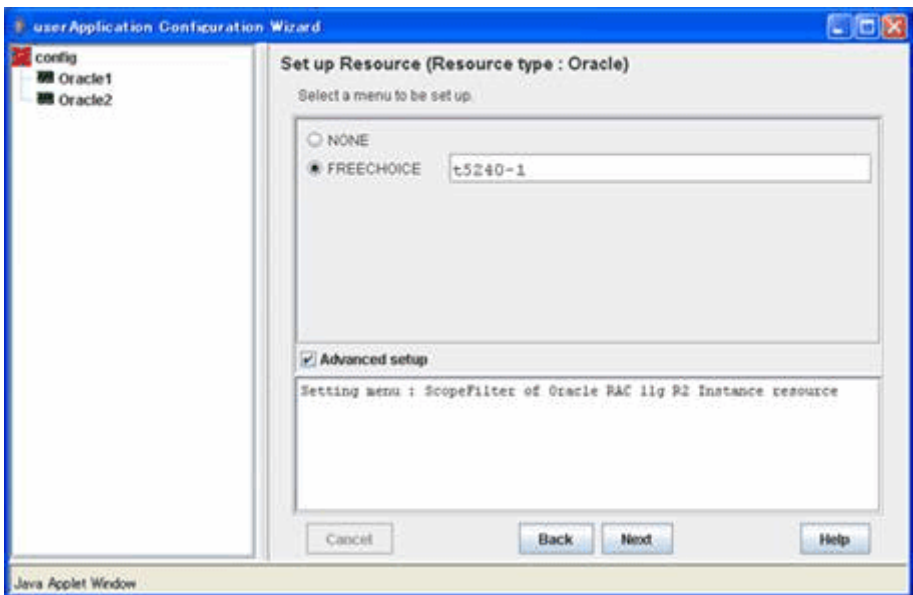 userApplication Configuration Wizard
config
Oracle1
Oracle2
Set up Resource (Resource type : Oracle)
Select a menu to be set up.
NONE
FREECHOICE
t5240-1
Advanced setup
Setting menu : ScopeFilter of Oracle RAC 11g R2 Instance resource
Cancel
Back
Next
Help
Java Applet Window